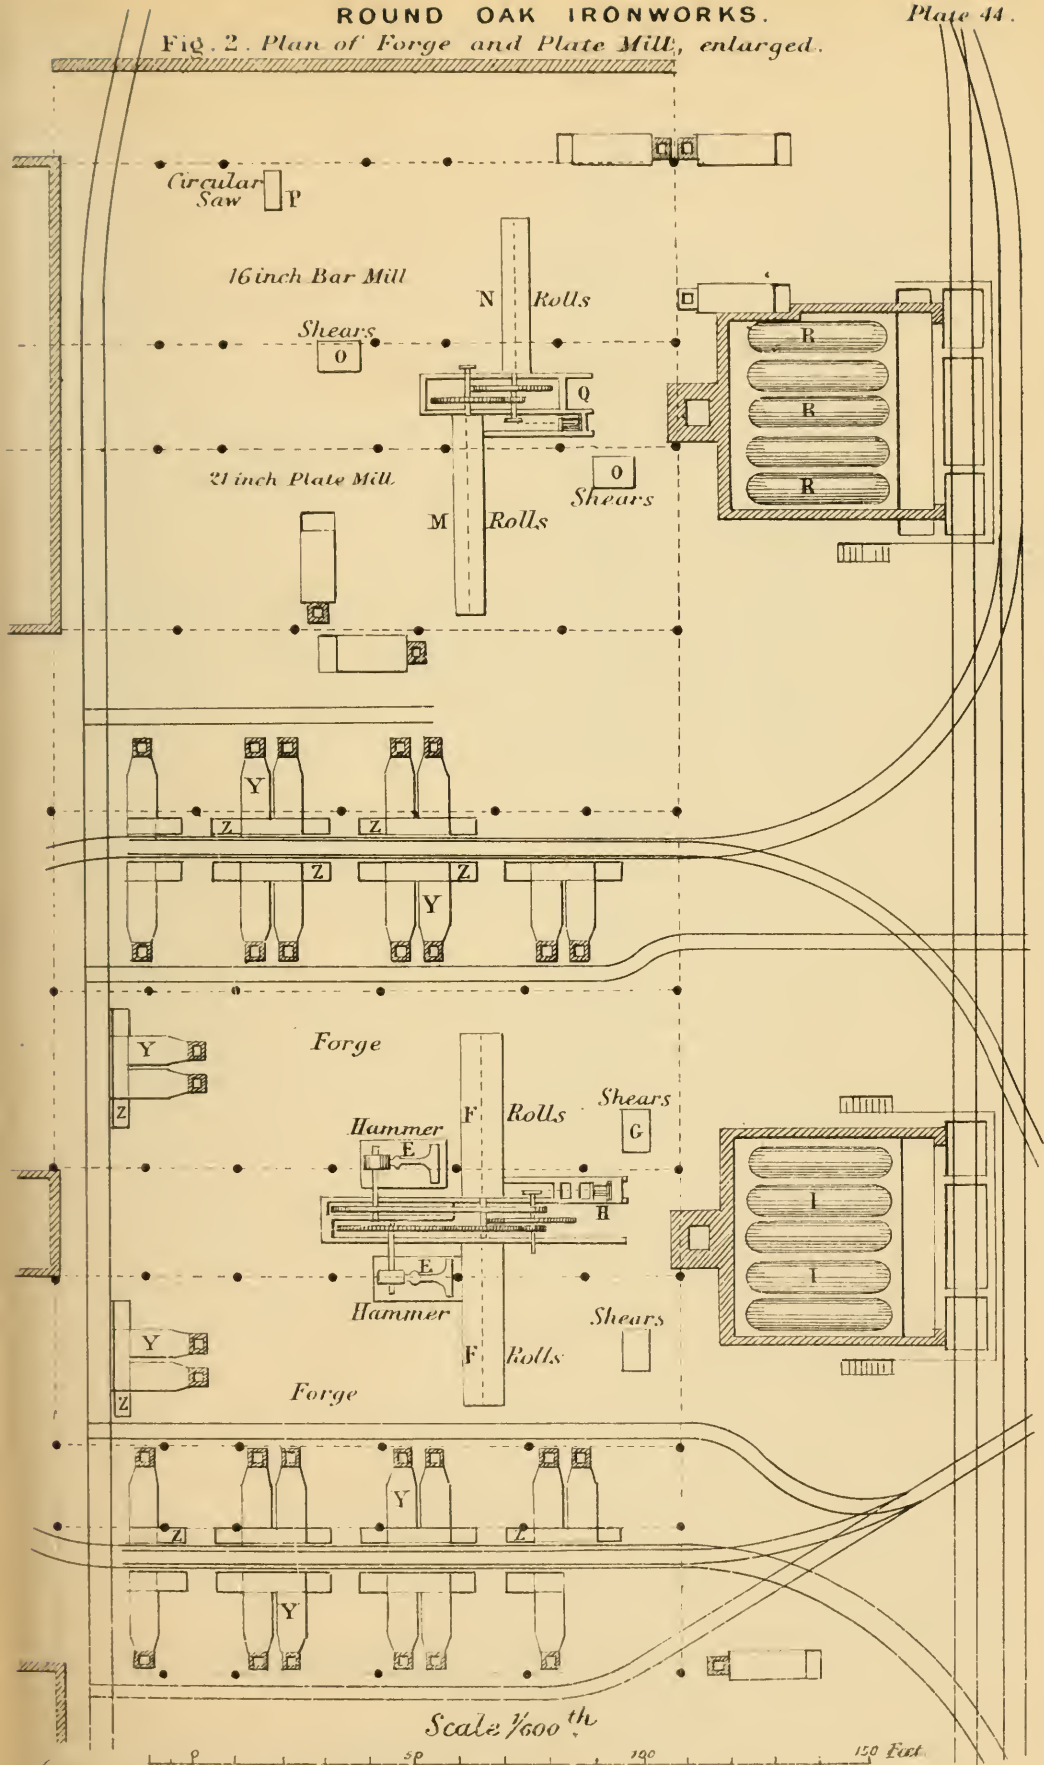 ROUND OAK IRONWORKS.
Plate 44.
Fig. 2. Plan of Forge and Plate Mill, enlarged.
Circular
Saw
P
16 inch Bar Mill
N
Rolls
Shears
O
R
Q
R
21 inch Plate Mill
O
Shears
R
M
Rolls
Y
Z
Z
Z
Z
Y
Forge
Y
Z
F
Rolls
Shears
G
Hammer
E
H
I
E
Hammer
I
Shears
Y
F
Rolls
Forge
Z
Y
Z
Z
Y
Scale 1/600th
0
50
100
150 Feet